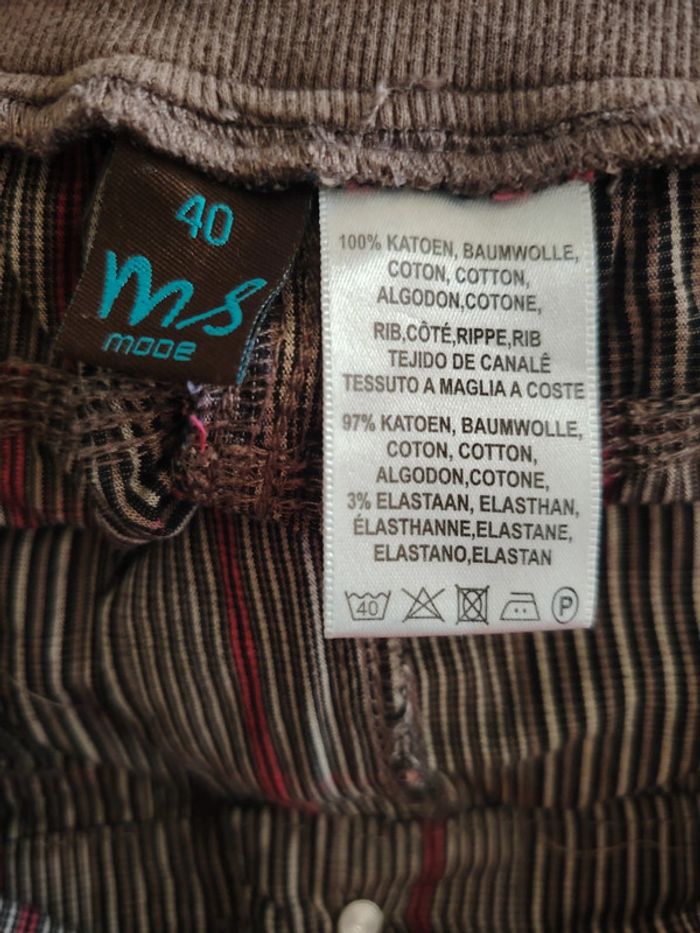 40
ms
mode
100% KATOEN, BAUMWOLLE,
COTON, COTTON,
ALGODON,COTONE,
RIB,CÔTÉ,RIPPE,RIB
TEJIDO DE CANALÊ
TESSUTO A MAGLIA A COSTE
97% KATOEN, BAUMWOLLE,
COTON, COTTON,
ALGODON,COTONE,
3% ELASTAAN, ELASTHAN,
ÉLASTHANNE,ELASTANE,
ELASTANO,ELASTAN
40 P